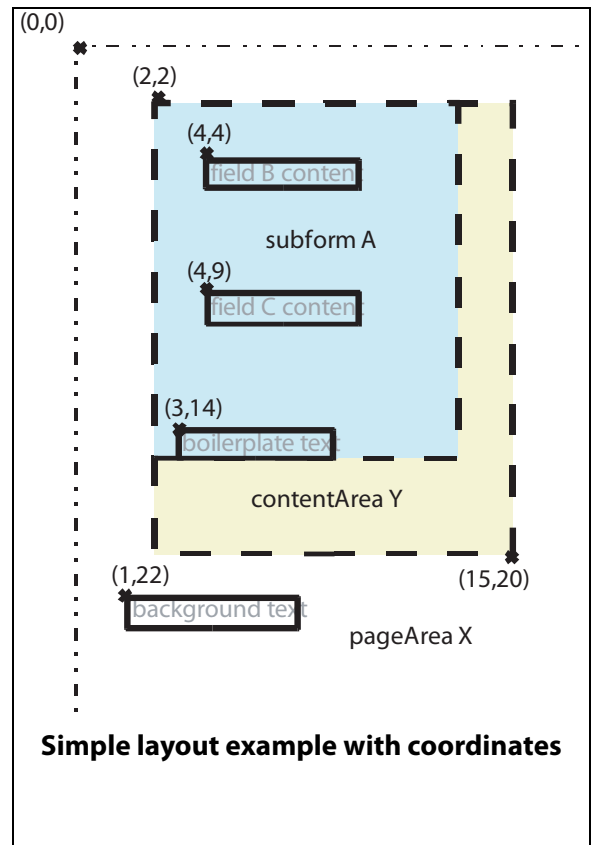 (0,0)
(2,2)
(4,4)
field B content
subform A
(4,9)
field C content
(3,14)
boilerplate text
contentArea Y
(1,22)
(15,20)
background text
pageArea X
Simple layout example with coordinates